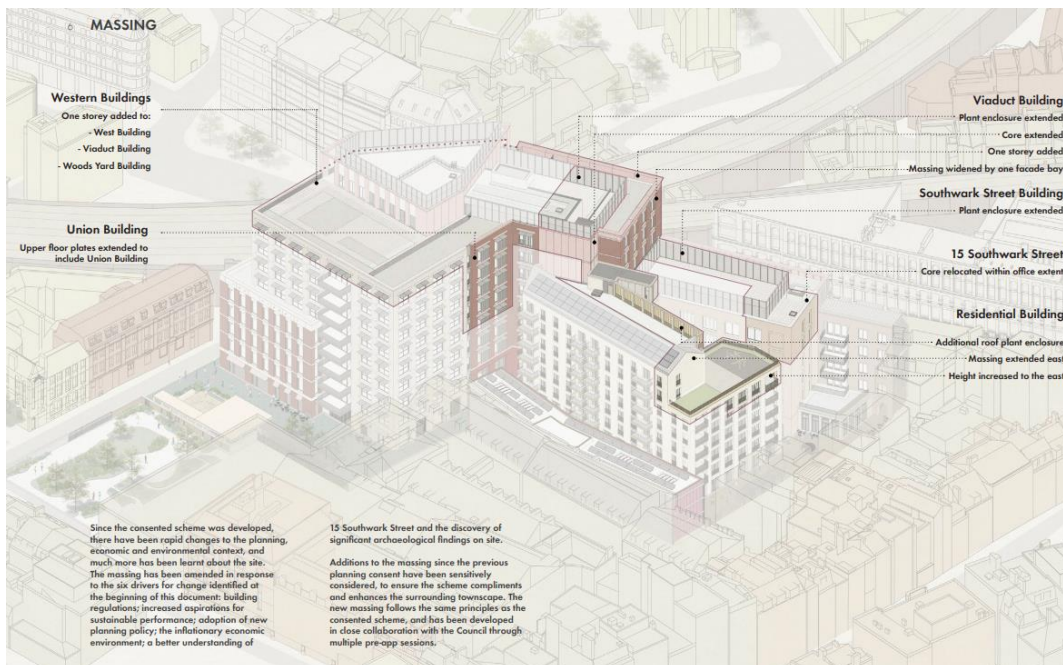 MASSING
Western Buildings
One storey added to:
- West Building
- Viaduct Building
- Woods Yard Building
Union Building
Upper floor plates extended to
include Union Building
Viaduct Building
Plant enclosure extended
Core extended
One storey added
Massing widened by one facade bay
Southwark Street Building
Plant enclosure extended
15 Southwark Street
Core relocated within office extent
Residential Building
Additional roof plant enclosure
Massing extended east
Height increased to the east
Since the consented scheme was developed,
there have been rapid changes to the planning,
economic and environmental context, and
much more has been learnt about the site.
The massing has been amended in response
to the six drivers for change identified at
the beginning of this document: building
regulations; increased aspirations for
sustainable performance; adoption of new
planning policy; the inflationary economic
environment; a better understanding of
15 Southwark Street and the discovery of
significant archaeological findings on site.
Additions to the massing since the previous
planning consent have been sensitively
considered, to ensure the scheme compliments
and enhances the surrounding townscape. The
new massing follows the same principles as the
consented scheme, and has been developed
in close collaboration with the Council through
multiple pre-app sessions.